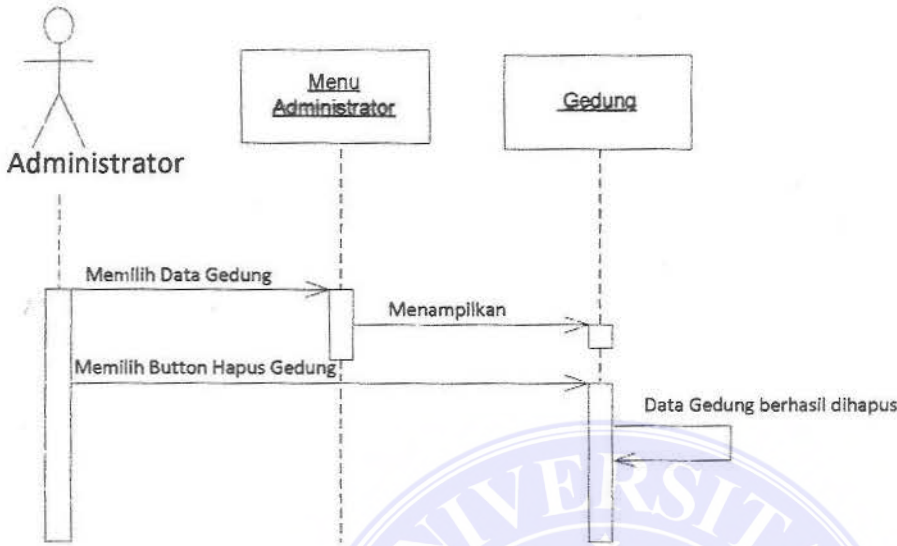 Menu
Administrator
Gedung
Administrator
Memilih Data Gedung
Menampilkan
Memilih Button Hapus Gedung
Data Gedung berhasil dihapus